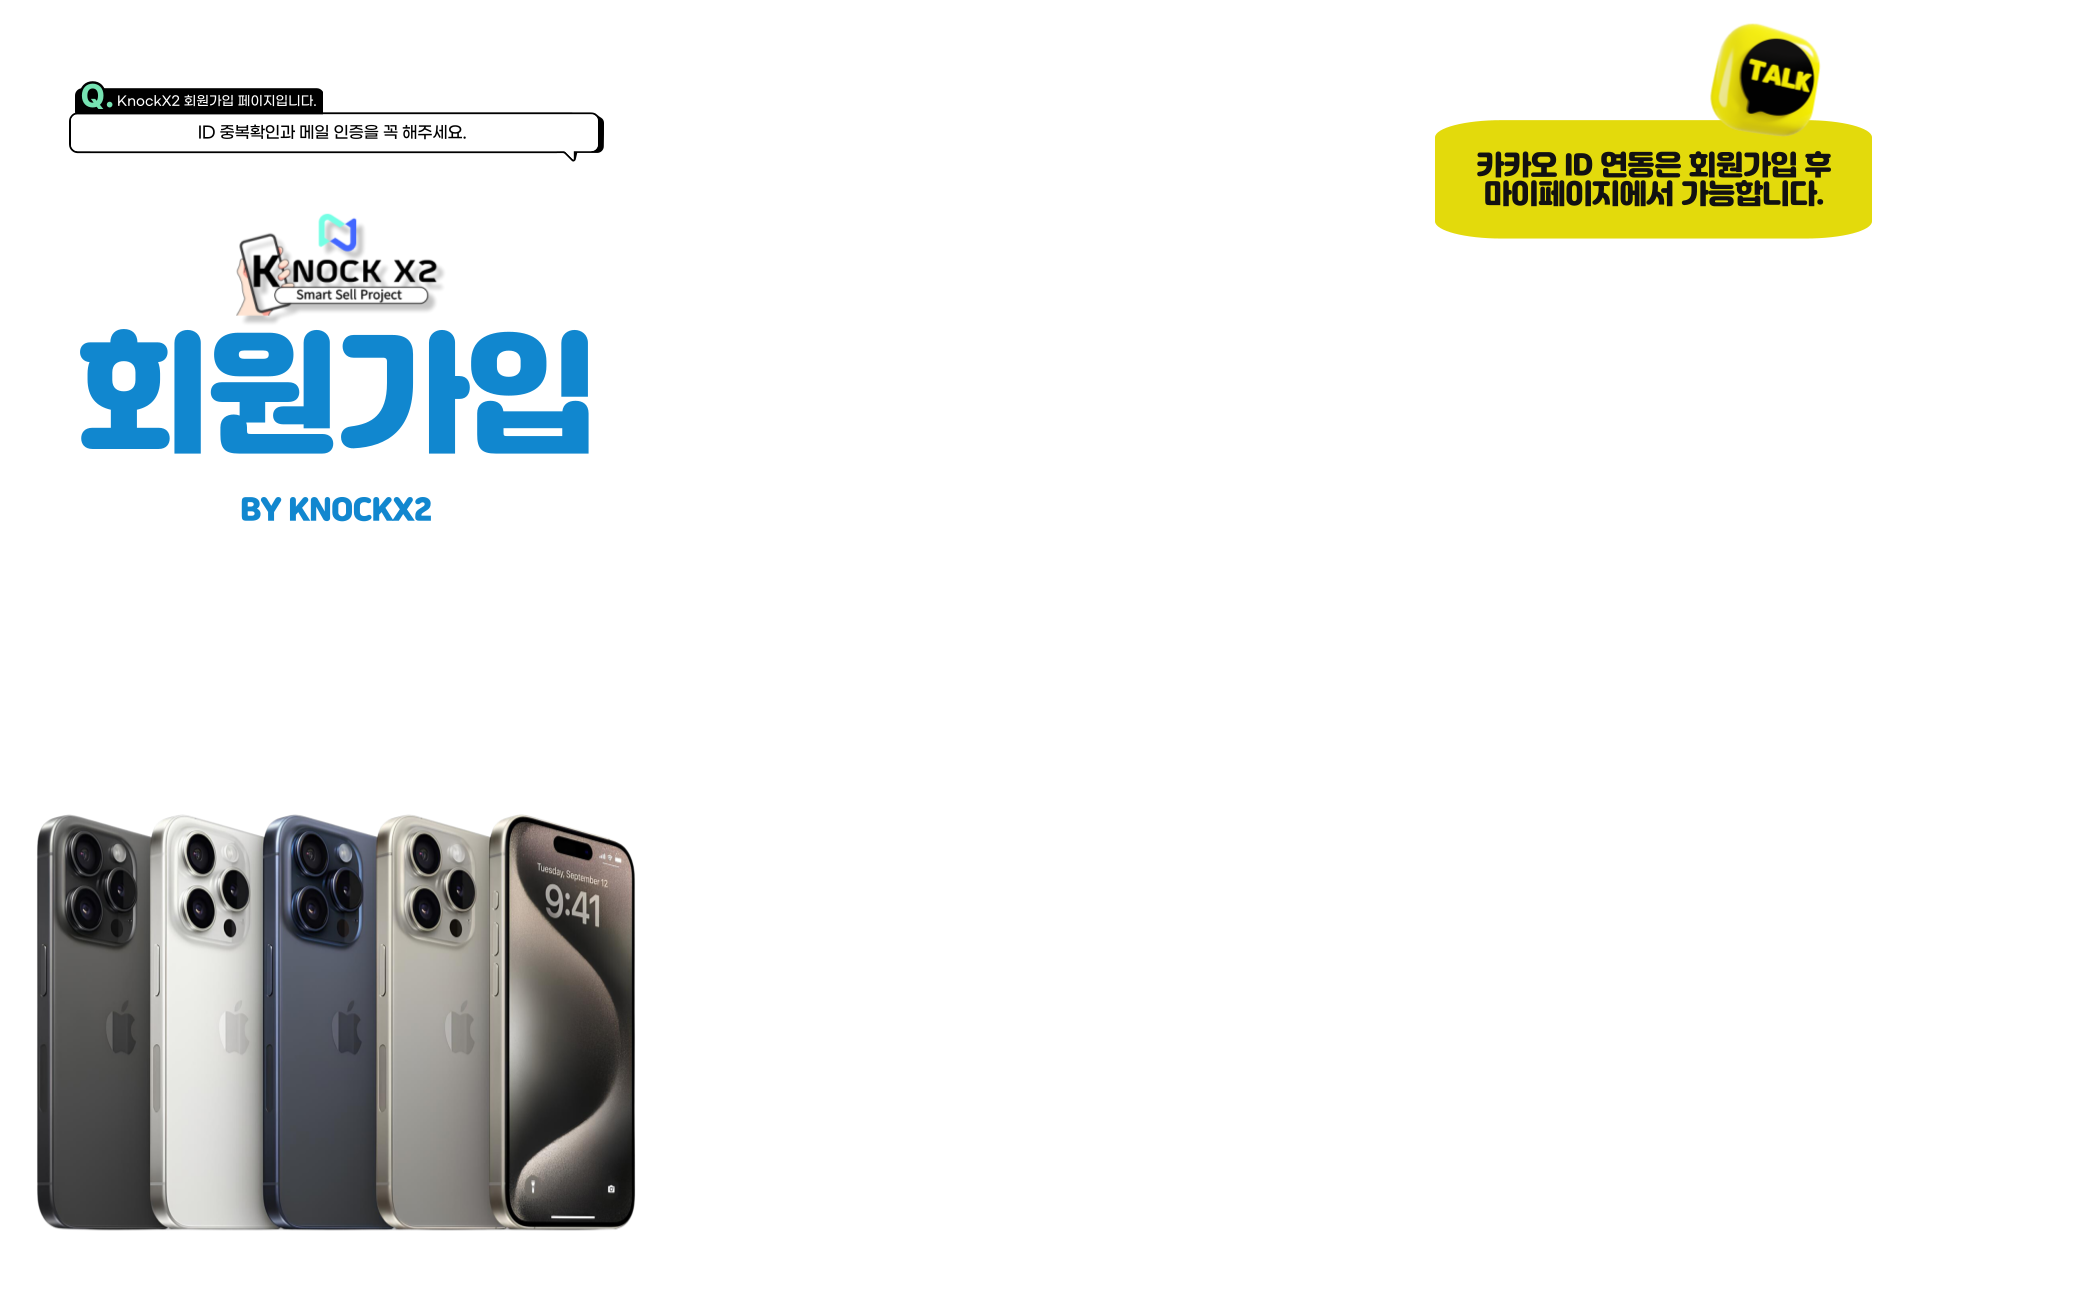 Q. KnockX2 회원가입 페이지입니다.
ID 중복확인과 메일 인증을 꼭 해주세요.
KNOCK X2
Smart Sell Project
회원가입
BY KNOCKX2
Tuesday, September 12
9:41
TALK
카카오 ID 연동은 회원가입 후
마이페이지에서 가능합니다.